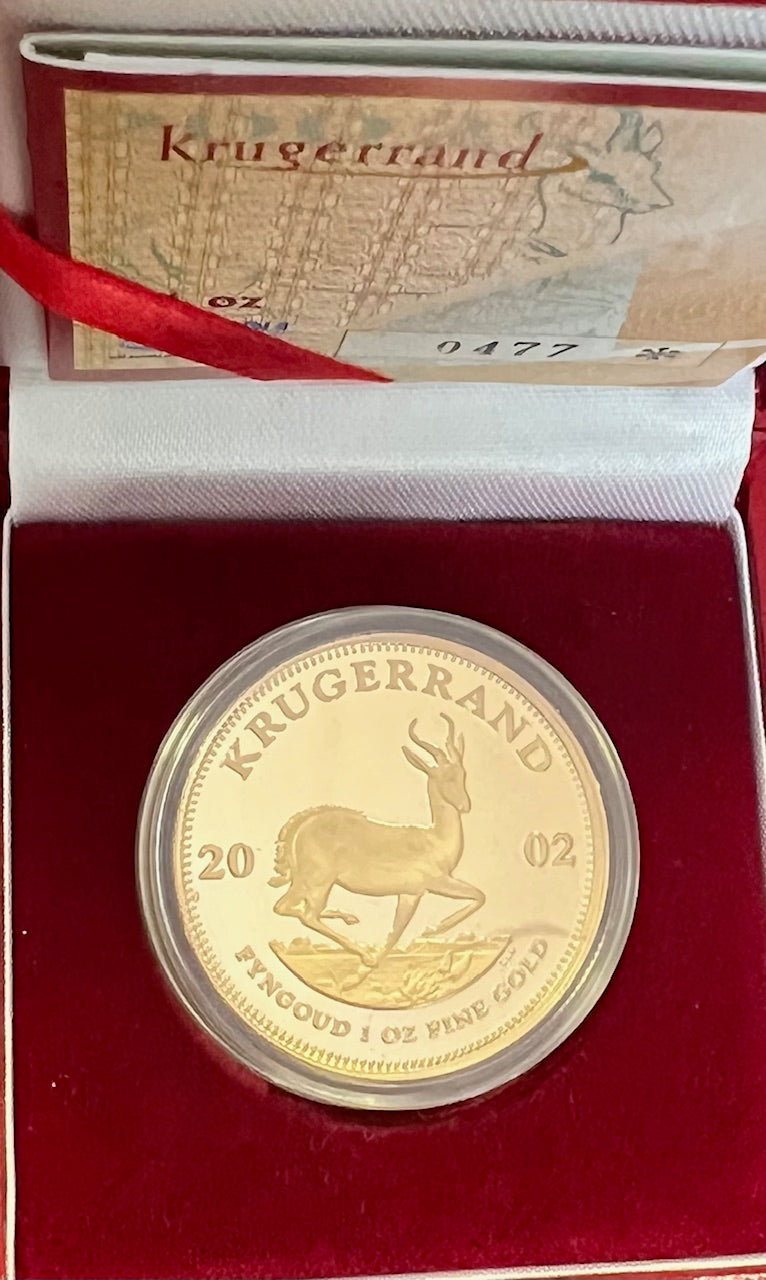 Krugerrand
oz
0477 *
KRUGERRAND
20 02
FYNGOUD 1 OZ FINE GOLD